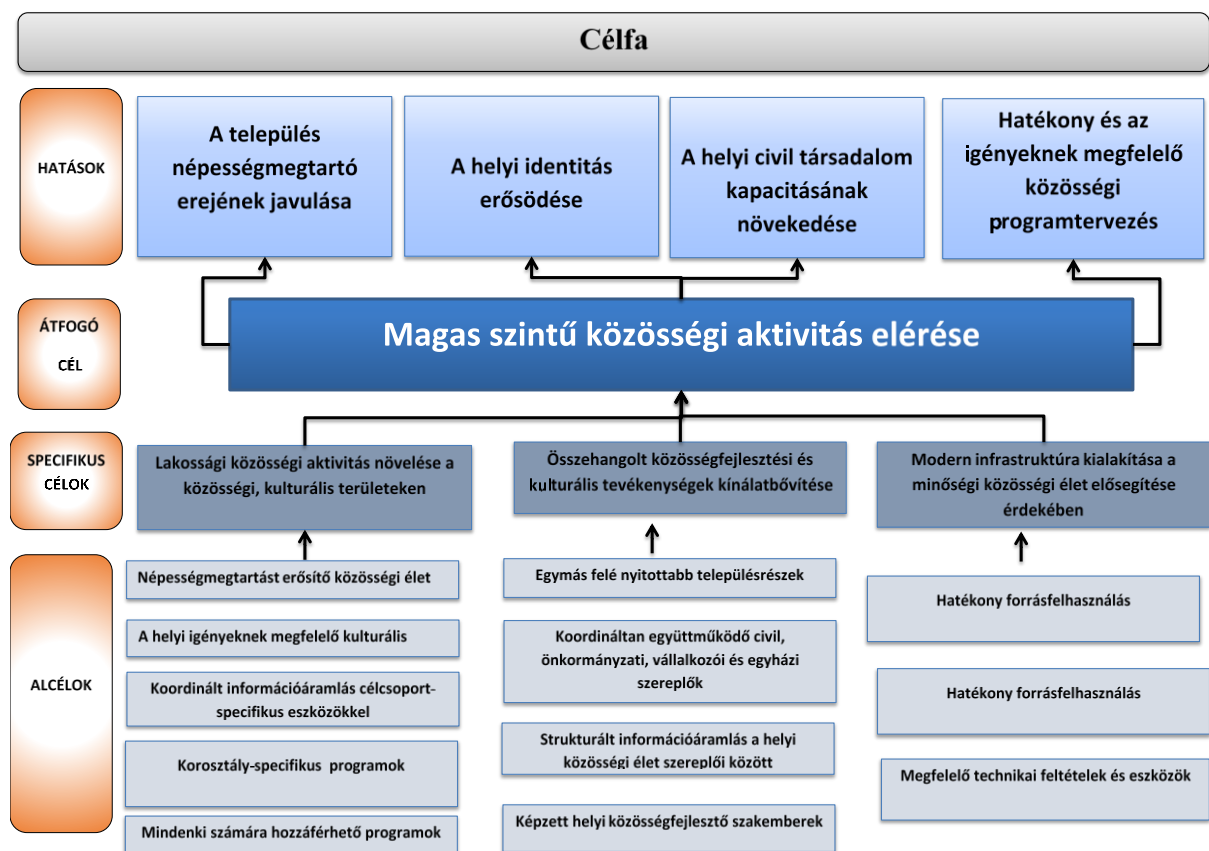 Célfa
HATÁSOK
A település
népességmegtartó
erejének javulása
A helyi identitás
erősödése
A helyi civil társadalom
kapacitásának
növekedése
Hatékony és az
igényeknek megfelelő
közösségi
programtervezés
ÁTFOGÓ
CÉL
Magas szintű közösségi aktivitás elérése
SPECIFIKUS
CÉLOK
Lakossági közösségi aktivitás növelése a
közösségi, kulturális területeken
Összehangolt közösségfejlesztési és
kulturális tevékenységek kínálatbővítése
Modern infrastruktúra kialakítása a
minőségi közösségi élet elősegítése
érdekében
ALCÉLOK
Népességmegtartást erősítő közösségi élet
A helyi igényeknek megfelelő kulturális
Koordinált információáramlás célcsoport-
specifikus eszközökkel
Korosztály-specifikus programok
Mindenki számára hozzáférhető programok
Egymás felé nyitottabb településrészek
Koordináltan együttműködő civil,
önkormányzati, vállalkozói és egyházi
szereplők
Strukturált információáramlás a helyi
közösségi élet szereplői között
Képzett helyi közösségfejlesztő szakemberek
Hatékony forrásfelhasználás
Hatékony forrásfelhasználás
Megfelelő technikai feltételek és eszközök